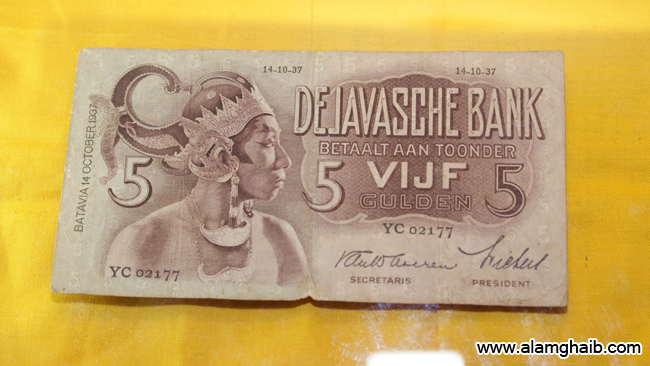 14-10-37
14-10-37
DE JAVASCHE BANK
BETAALT AAN TOONDER
5
5
VIJF
5
GULDEN
BATAVIA 14 OCTOBER 1937
YC 02177
YC 02177
SECRETARIS
PRESIDENT
www.alamghaib.com